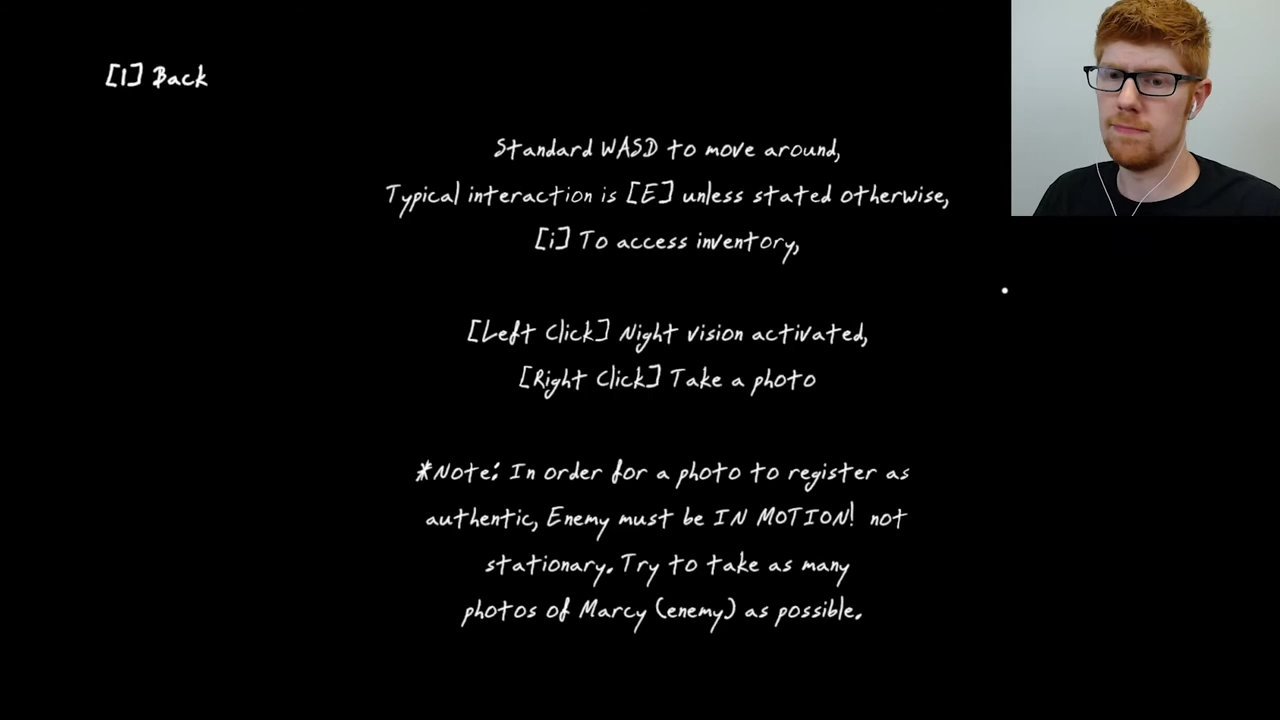 [1] Back
Standard WASD to move around,
Typical interaction is [E] unless stated otherwise,
[i] To access inventory,
[Left Click] Night vision activated,
[Right Click] Take a photo
*Note: In order for a photo to register as
authentic, Enemy must be IN MOTION! not
stationary. Try to take as many
photos of Marcy (enemy) as possible.